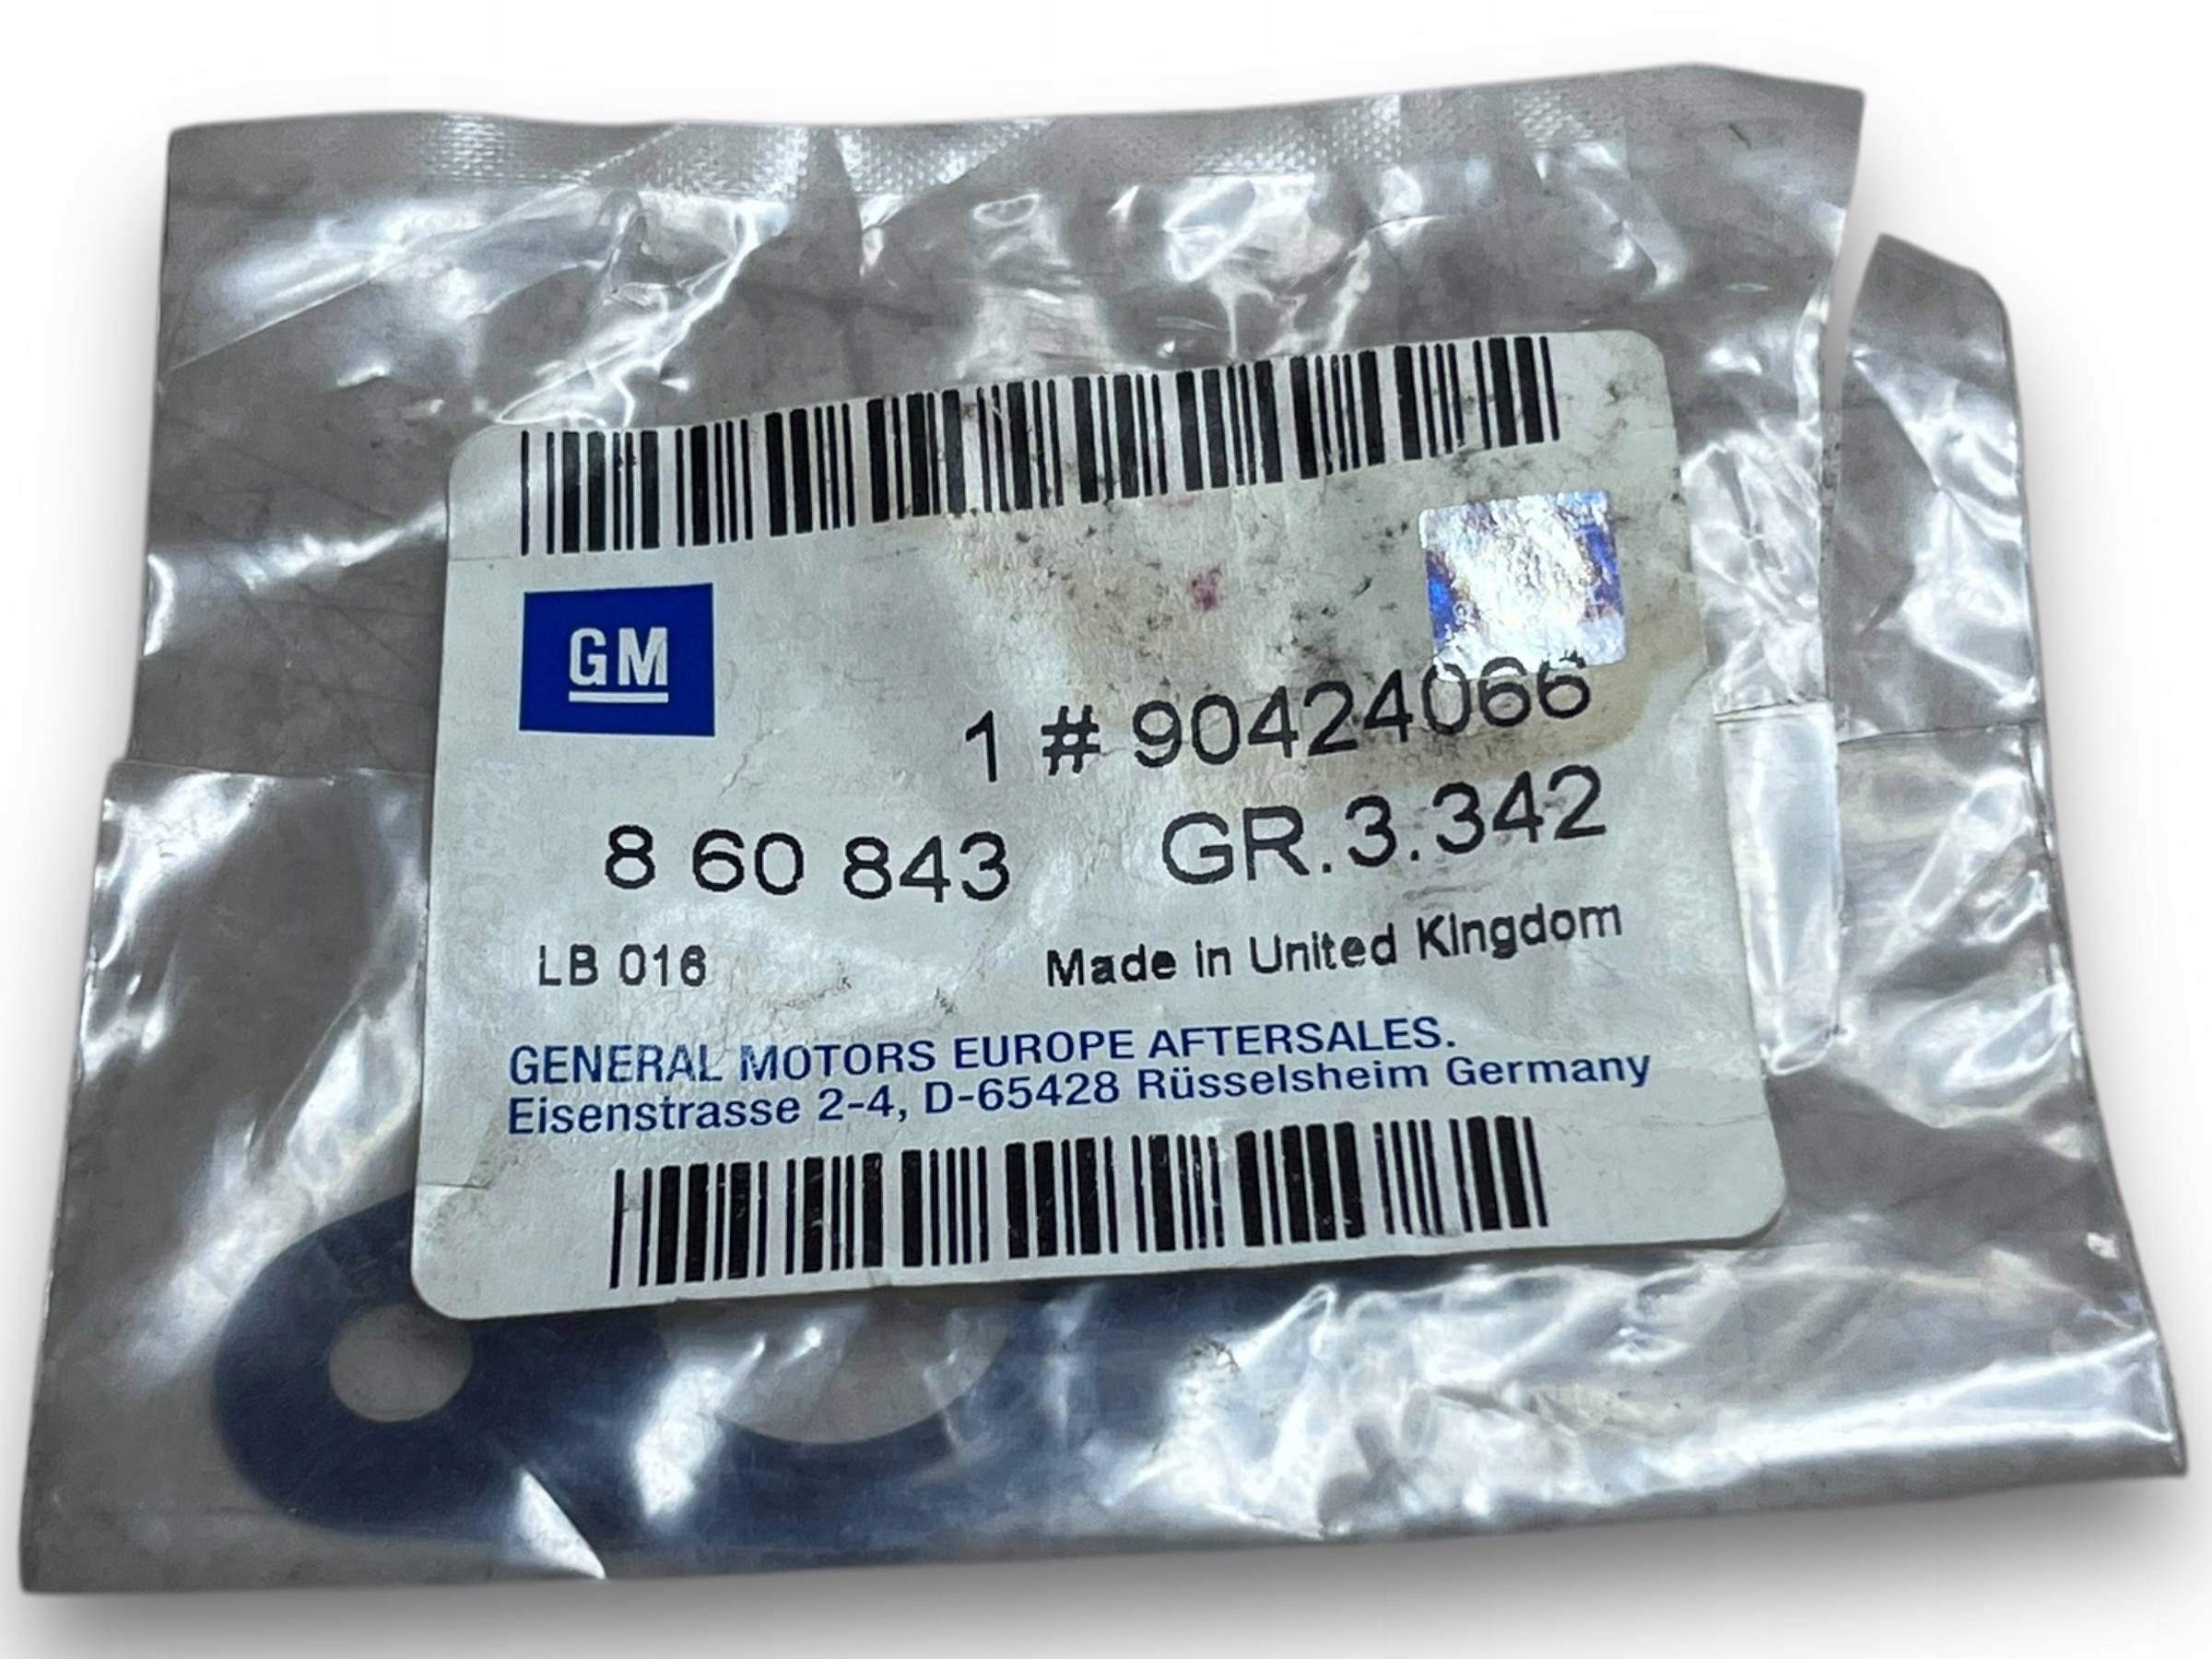 GM
1 # 90424066
8 60 843 GR.3.342
LB 016 Made in United Kingdom
GENERAL MOTORS EUROPE AFTERSALES.
Eisenstrasse 2-4, D-65428 Rüsselsheim Germany